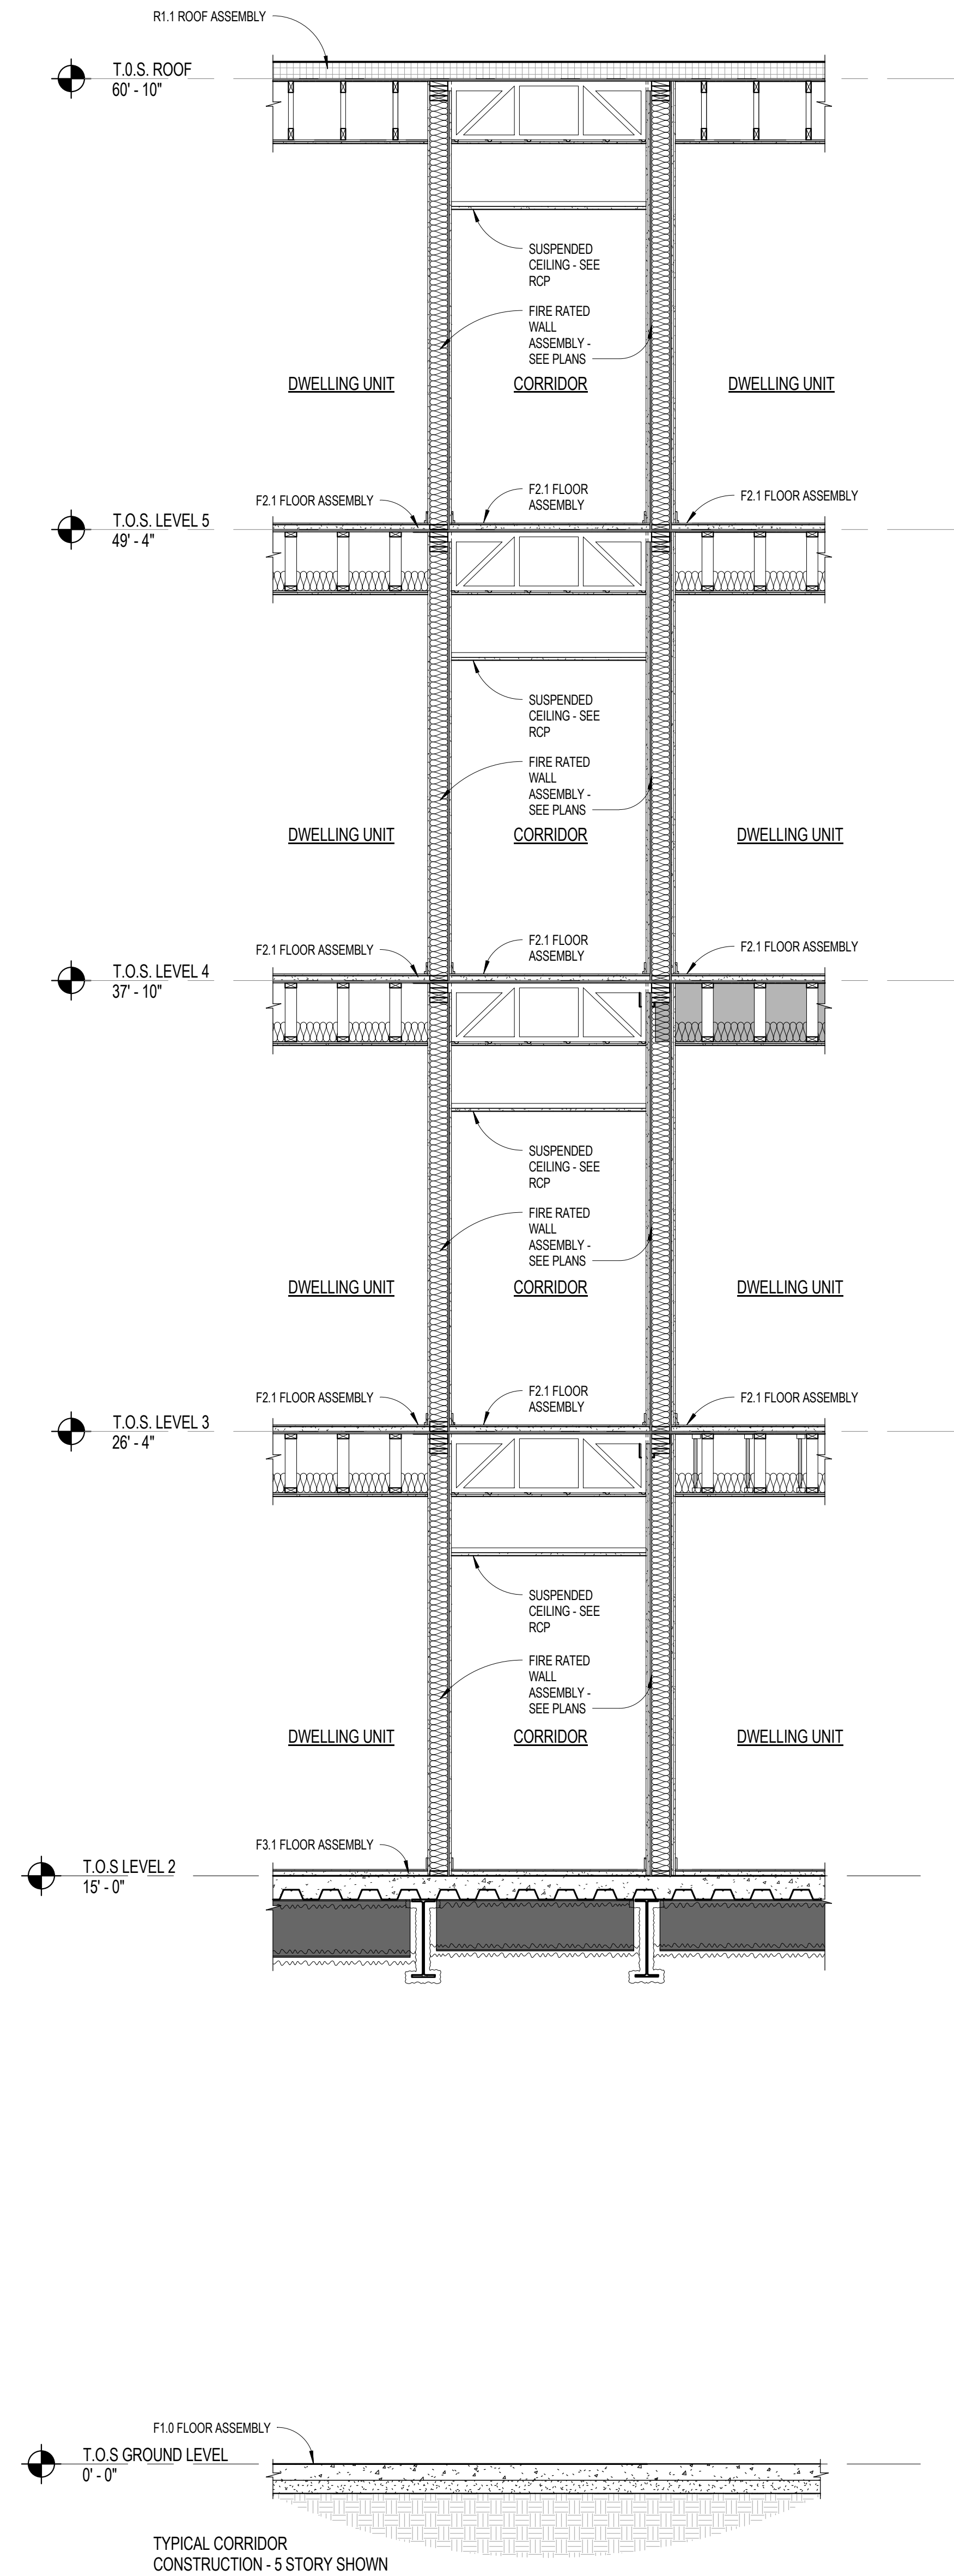 R1.1 ROOF ASSEMBLY
T.0.S. ROOF
60' - 10"
SUSPENDED
CEILING - SEE
RCP
FIRE RATED
WALL
ASSEMBLY -
SEE PLANS
DWELLING UNIT
CORRIDOR
DWELLING UNIT
F2.1 FLOOR ASSEMBLY
F2.1 FLOOR
ASSEMBLY
F2.1 FLOOR ASSEMBLY
T.O.S. LEVEL 5
49' - 4"
SUSPENDED
CEILING - SEE
RCP
FIRE RATED
WALL
ASSEMBLY -
SEE PLANS
DWELLING UNIT
CORRIDOR
DWELLING UNIT
F2.1 FLOOR ASSEMBLY
F2.1 FLOOR
ASSEMBLY
F2.1 FLOOR ASSEMBLY
T.O.S. LEVEL 4
37' - 10"
SUSPENDED
CEILING - SEE
RCP
FIRE RATED
WALL
ASSEMBLY -
SEE PLANS
DWELLING UNIT
CORRIDOR
DWELLING UNIT
F2.1 FLOOR ASSEMBLY
F2.1 FLOOR
ASSEMBLY
F2.1 FLOOR ASSEMBLY
T.O.S. LEVEL 3
26' - 4"
SUSPENDED
CEILING - SEE
RCP
FIRE RATED
WALL
ASSEMBLY -
SEE PLANS
DWELLING UNIT
CORRIDOR
DWELLING UNIT
F3.1 FLOOR ASSEMBLY
T.O.S LEVEL 2
15' - 0"
F1.0 FLOOR ASSEMBLY
T.O.S GROUND LEVEL
0' - 0"
TYPICAL CORRIDOR
CONSTRUCTION - 5 STORY SHOWN